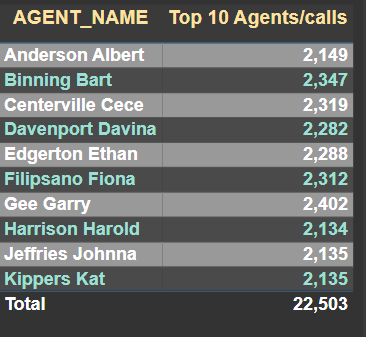 AGENT_NAME Top 10 Agents/calls
Anderson Albert 2,149
Binning Bart 2,347
Centerville Cece 2,319
Davenport Davina 2,282
Edgerton Ethan 2,288
Filipsano Fiona 2,312
Gee Garry 2,402
Harrison Harold 2,134
Jeffries Johnna 2,135
Kippers Kat 2,135
Total 22,503